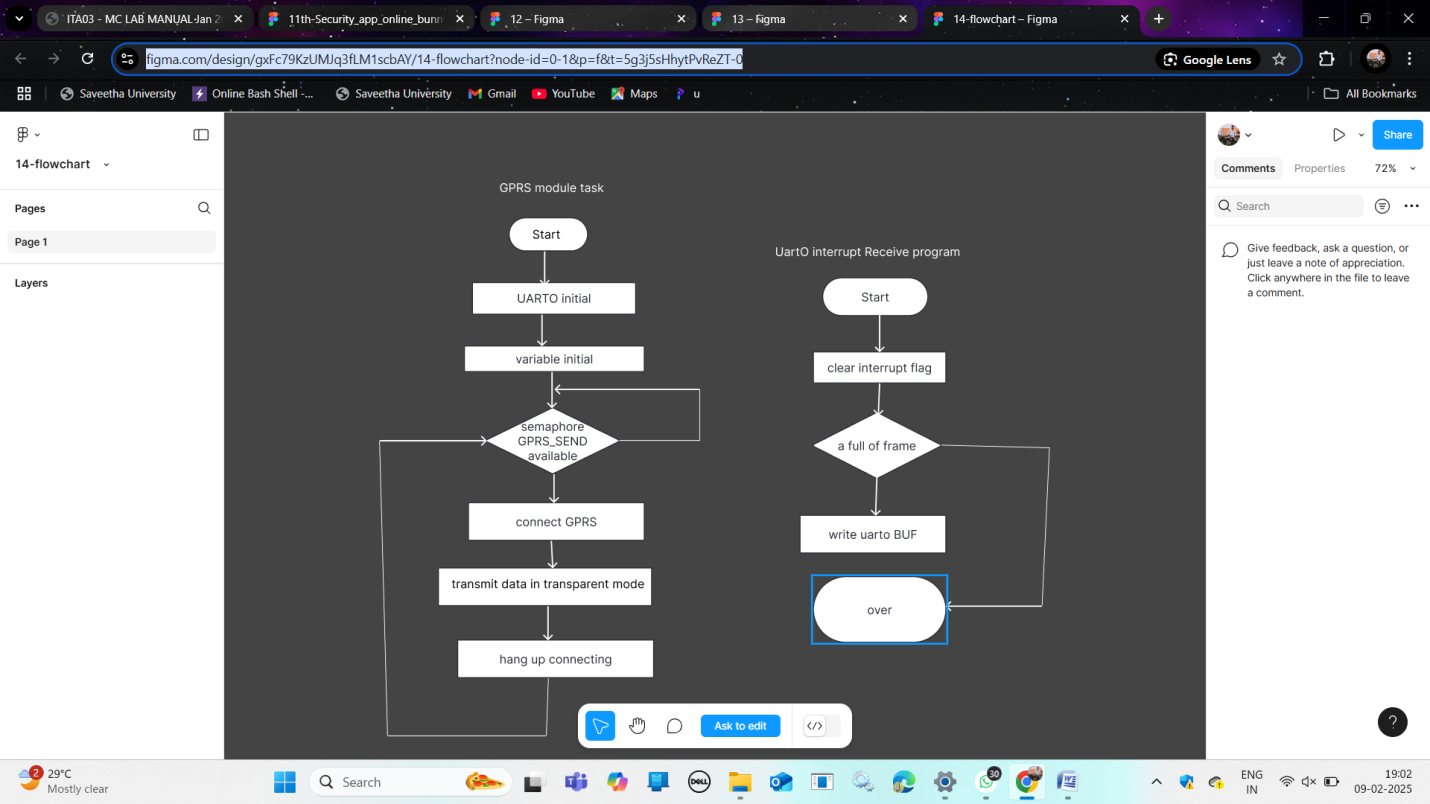 ITA03 - MC LAB MANUAL-Jan 2
11th-Security_app_online_bunn
12 – Figma
13 – Figma
14-flowchart – Figma
figma.com/design/gxFc79KzUMJq3fLM1scbAY/14-flowchart?node-id=0-1&p=f&t=5g3j5sHhytPvReZT-0
Google Lens
Saveetha University
Online Bash Shell -...
Saveetha University
Gmail
YouTube
Maps
u
All Bookmarks
14-flowchart
Share
Comments
Properties
72%
Pages
Search
Page 1
Layers
Give feedback, ask a question, or
just leave a note of appreciation.
Click anywhere in the file to leave
a comment.
GPRS module task
Start
UARTO initial
variable initial
semaphore
GPRS_SEND
available
connect GPRS
transmit data in transparent mode
hang up connecting
UartO interrupt Receive program
Start
clear interrupt flag
a full of frame
write uarto BUF
over
Ask to edit
?
2
29°C
Mostly clear
Search
DELL
30
ENG
IN
19:02
09-02-2025